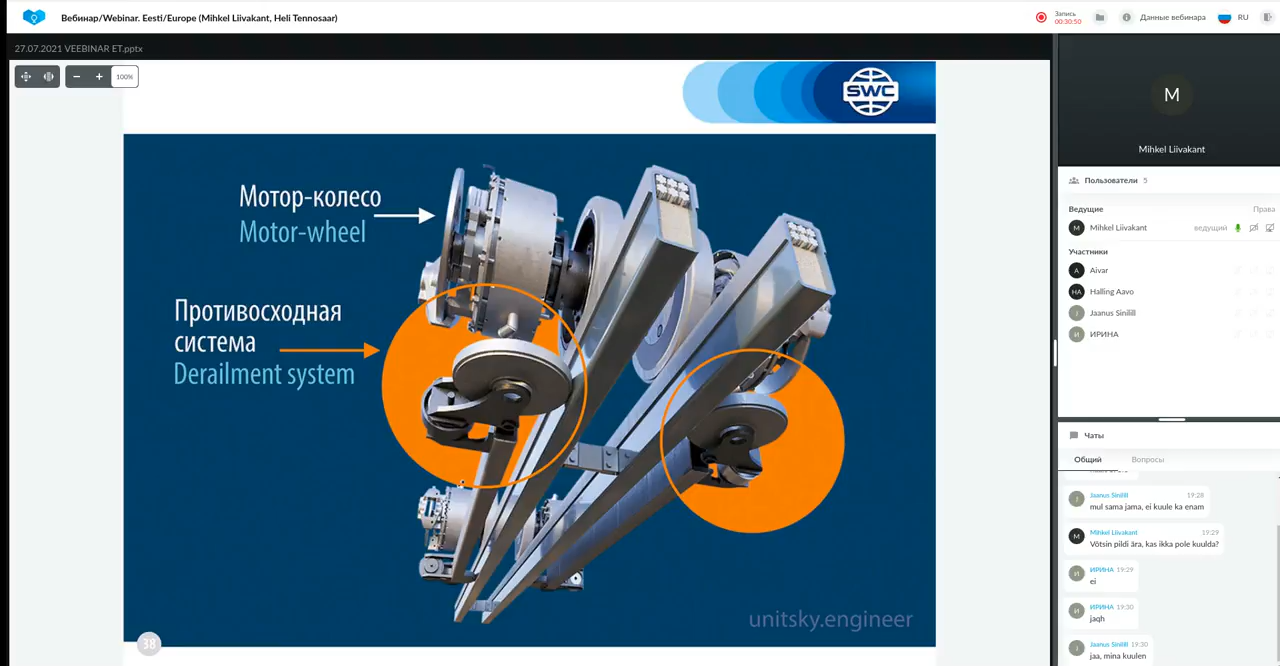 Вебинар/Webinar. Eesti/Europe (Mihkel Liivakant, Heli Tennosaar)
Запись
00:30:50
Данные вебинара
RU
27.07.2021 VEEBINAR ET.pptx
100%
SWC
Мотор-колесо
Motor-wheel
Противосходная
система
Derailment system
unitsky.engineer
38
M
Mihkel Liivakant
Пользователи 5
Ведущие Права
M Mihkel Liivakant ведущий
Участники
A Aivar
HA Halling Aavo
J Jaanus Sinilill
И ИРИНА
Чаты
Общий Вопросы
J Jaanus Sinilill 19:28
mul sama jama, ei kuule ka enam
M Mihkel Liivakant 19:29
Võtsin pildi ära, kas ikka pole kuulda?
И ИРИНА 19:29
ei
И ИРИНА 19:30
jaqh
J Jaanus Sinilill 19:30
jaa, mina kuulen